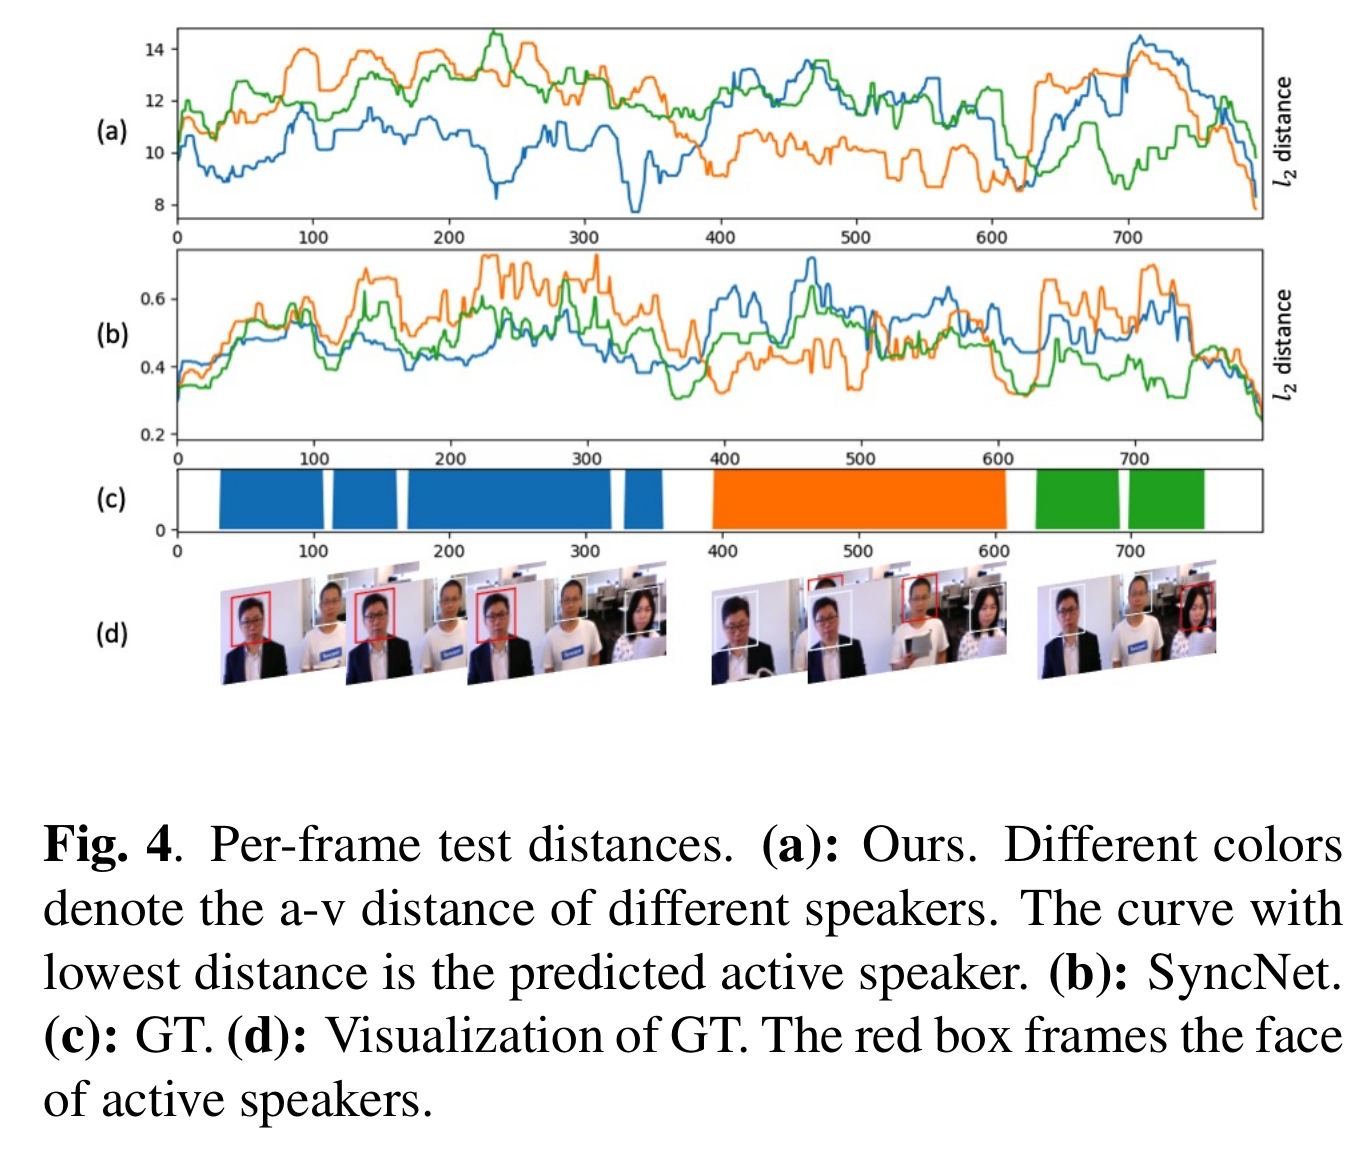 (a)
14
12
10
8
l2 distance
0 100 200 300 400 500 600 700
(b)
0.6
0.4
0.2
l2 distance
0 100 200 300 400 500 600 700
(c)
0
0 100 200 300 400 500 600 700
(d)
Fig. 4. Per-frame test distances. (a): Ours. Different colors
denote the a-v distance of different speakers. The curve with
lowest distance is the predicted active speaker. (b): SyncNet.
(c): GT. (d): Visualization of GT. The red box frames the face
of active speakers.